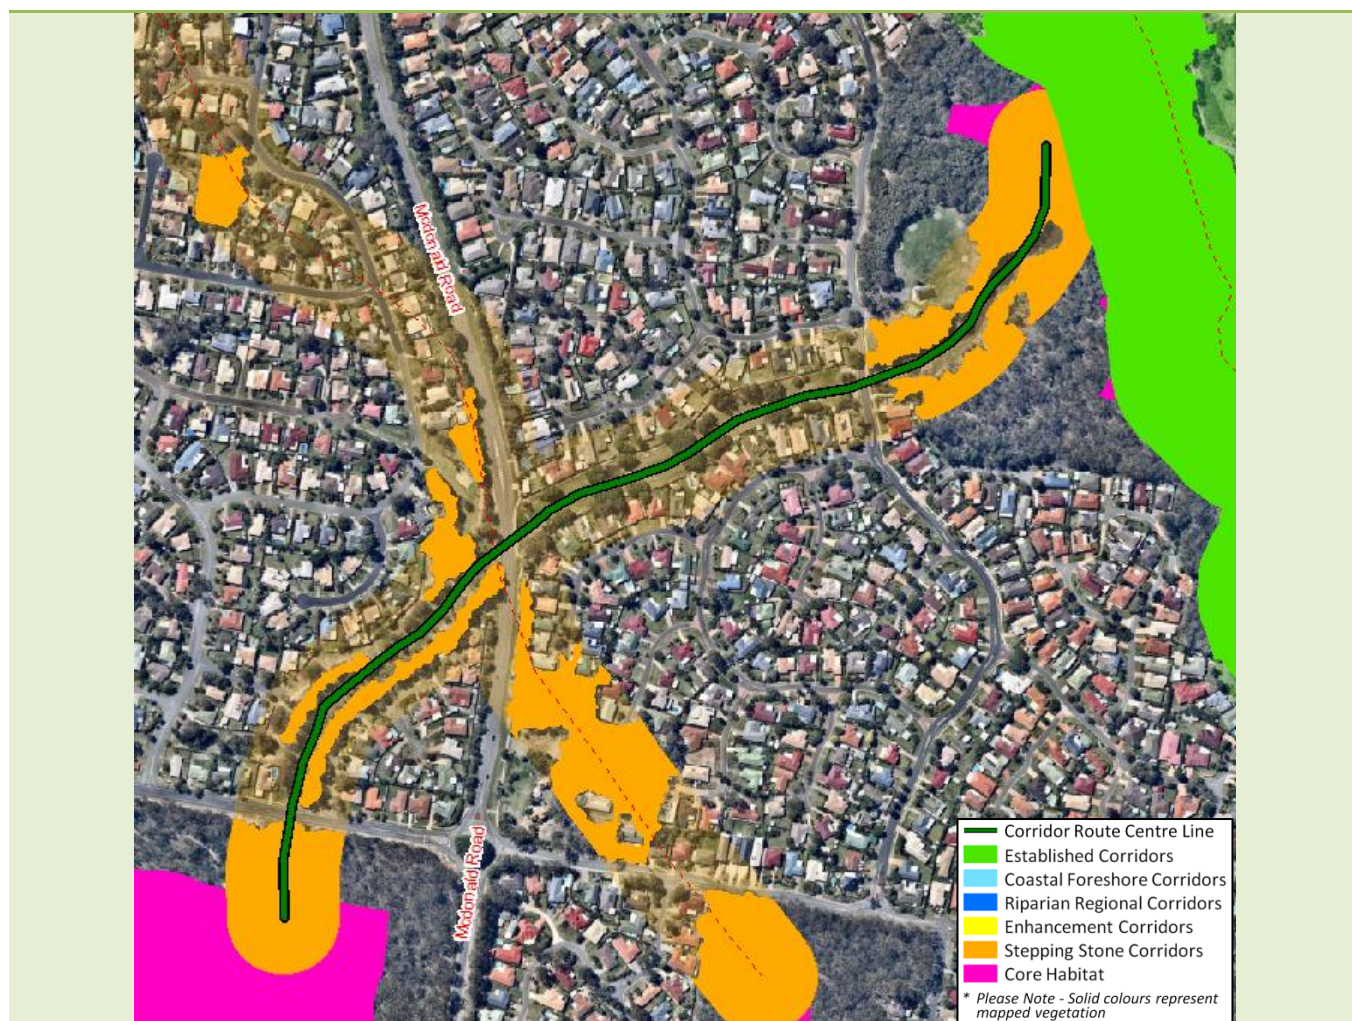 Mcdonald Road
Mcdonald Road
Corridor Route Centre Line
Established Corridors
Coastal Foreshore Corridors
Riparian Regional Corridors
Enhancement Corridors
Stepping Stone Corridors
Core Habitat
* Please Note - Solid colours represent
mapped vegetation